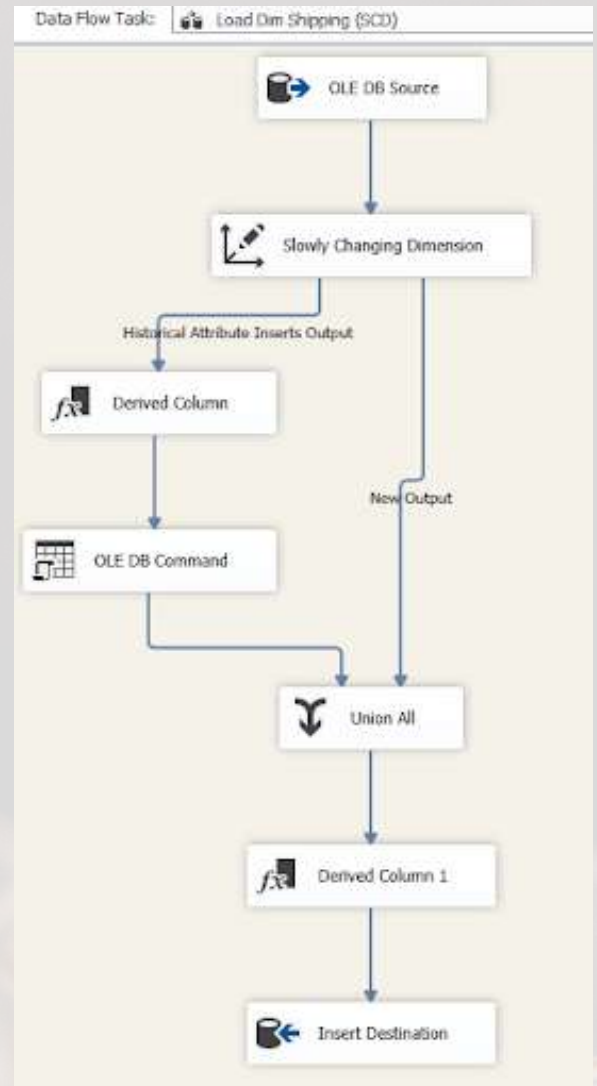 Data Flow Task: Load Dim Shipping (SCD)
OLE DB Source
Slowly Changing Dimension
Historical Attribute Inserts Output
Derived Column
New Output
OLE DB Command
Union All
Derived Column 1
Insert Destination